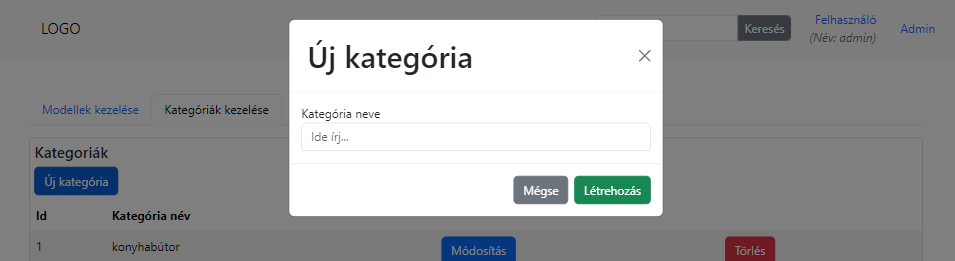 LOGO
Keresés
Felhasználó
(Név: admin)
Admin
Új kategória
Modellek kezelése
Kategóriák kezelése
Kategória neve
Ide írj...
Kategoriák
Új kategória
Mégse
Létrehozás
Id
Kategória név
1
konyhabútor
Módosítás
Törlés